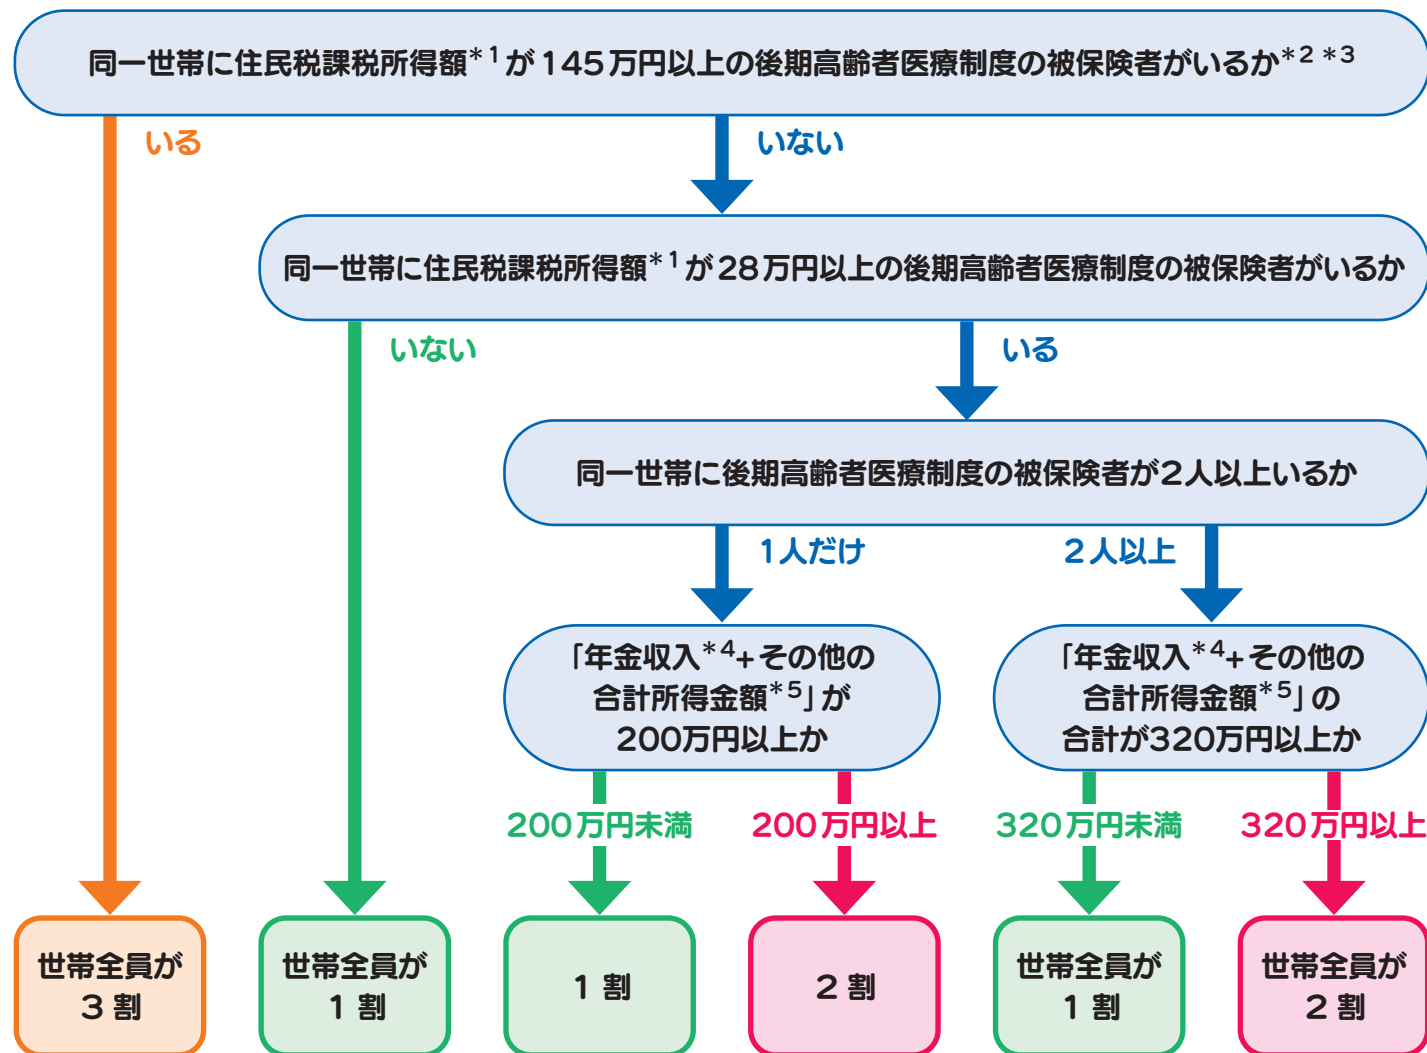 同一世帯に住民税課税所得額*1が145万円以上の後期高齢者医療制度の被保険者がいるか*2 *3
いる
いない
同一世帯に住民税課税所得額*1が28万円以上の後期高齢者医療制度の被保険者がいるか
いない
いる
同一世帯に後期高齢者医療制度の被保険者が2人以上いるか
1人だけ
2人以上
「年金収入*4+その他の
合計所得金額*5」が
200万円以上か
「年金収入*4+その他の
合計所得金額*5」の
合計が320万円以上か
200万円未満
200万円以上
320万円未満
320万円以上
世帯全員が
3 割
世帯全員が
1 割
1 割
2 割
世帯全員が
1 割
世帯全員が
2 割